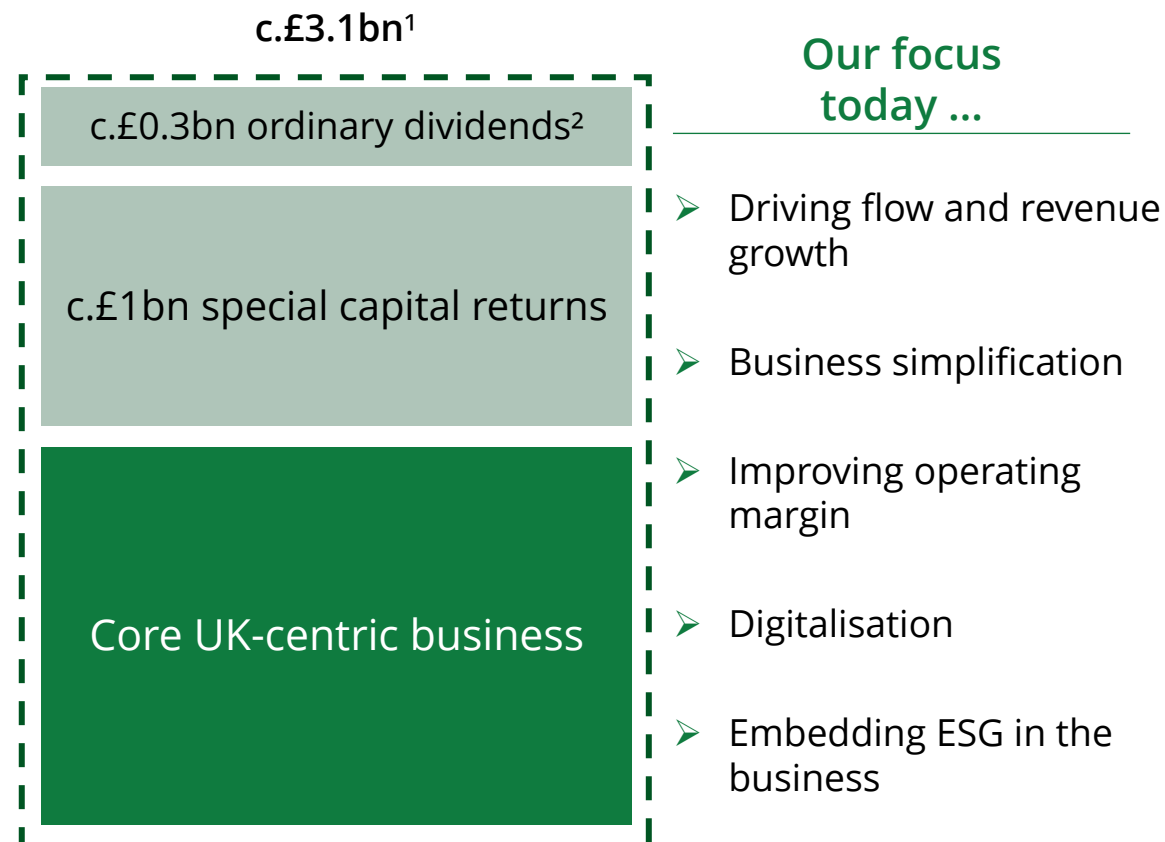 c.£3.1bn¹
c.£0.3bn ordinary dividends²
c.£1bn special capital returns
Core UK-centric business
Our focus
today ...
➢ Driving flow and revenue
growth
➢ Business simplification
➢ Improving operating
margin
➢ Digitalisation
➢ Embedding ESG in the
business